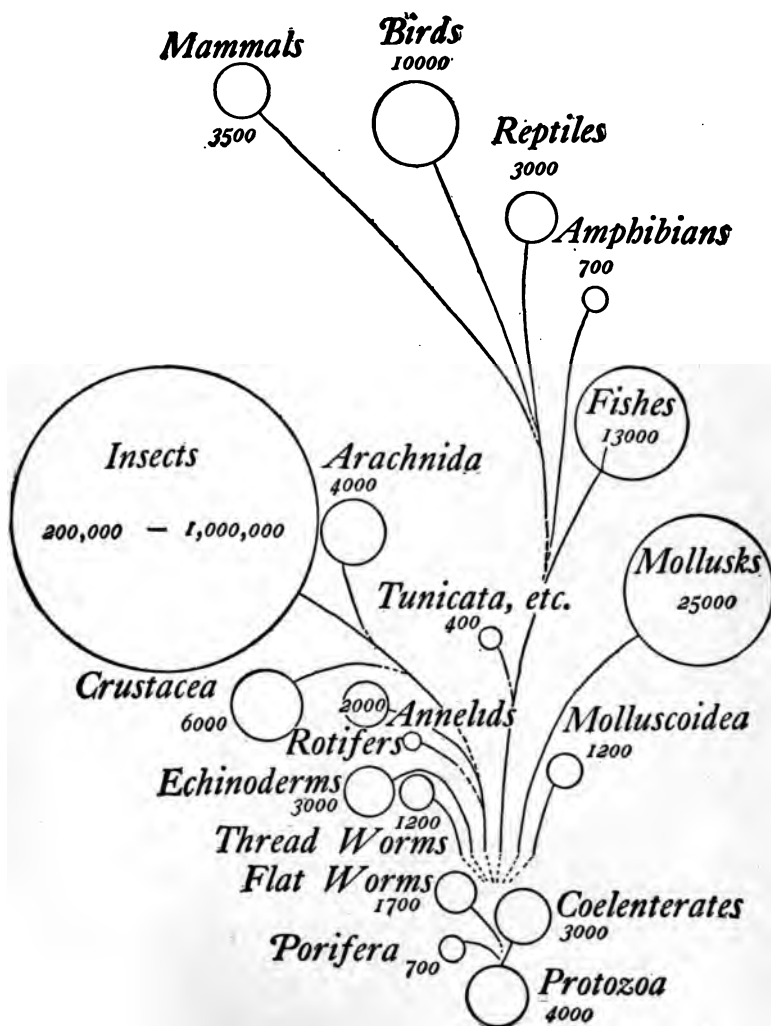 Mammals
3500
Birds
10000
Reptiles
3000
Amphibians
700
Fishes
13000
Insects
200,000 — 1,000,000
Arachnida
4000
Mollusks
25000
Tunicata, etc.
400
Crustacea
6000
2000
Annelids
Rotifers
Molluscoidea
1200
Echinoderms
3000
1200
Thread Worms
Flat Worms
1700
Coelenterates
3000
Porifera
700
Protozoa
4000